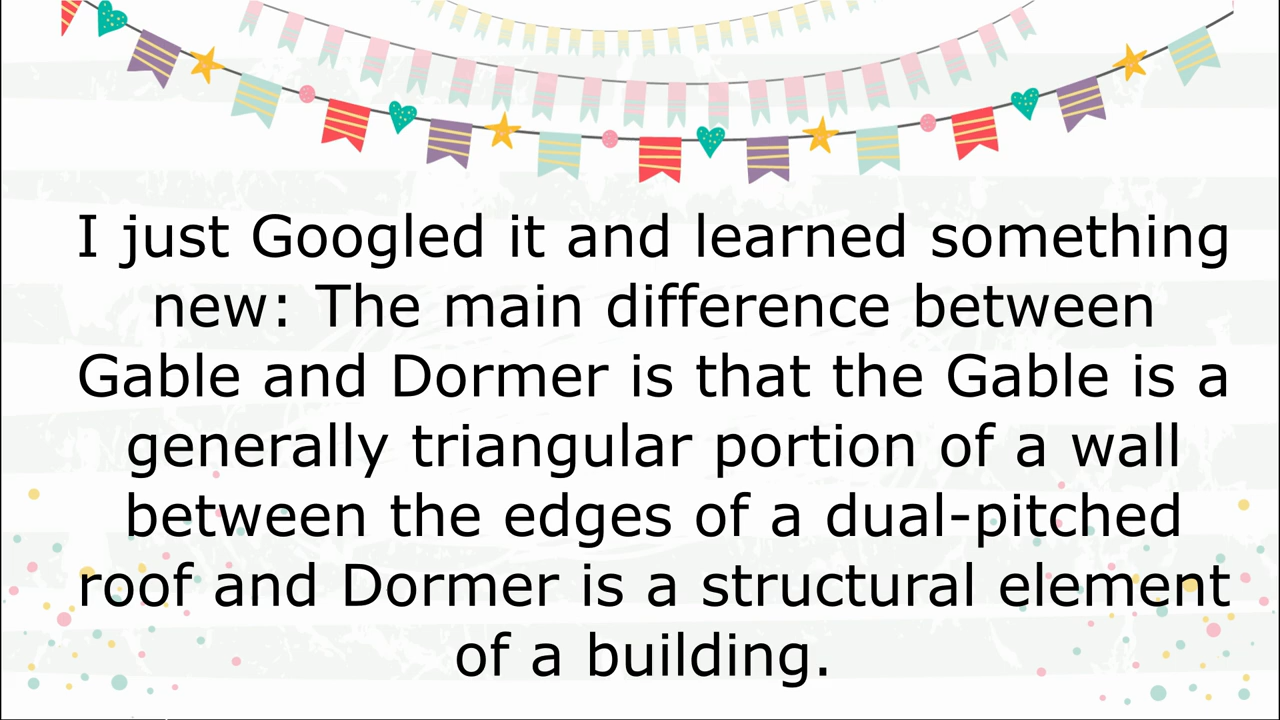 I just Googled it and learned something
new: The main difference between
Gable and Dormer is that the Gable is a
generally triangular portion of a wall
between the edges of a dual-pitched
roof and Dormer is a structural element
of a building.